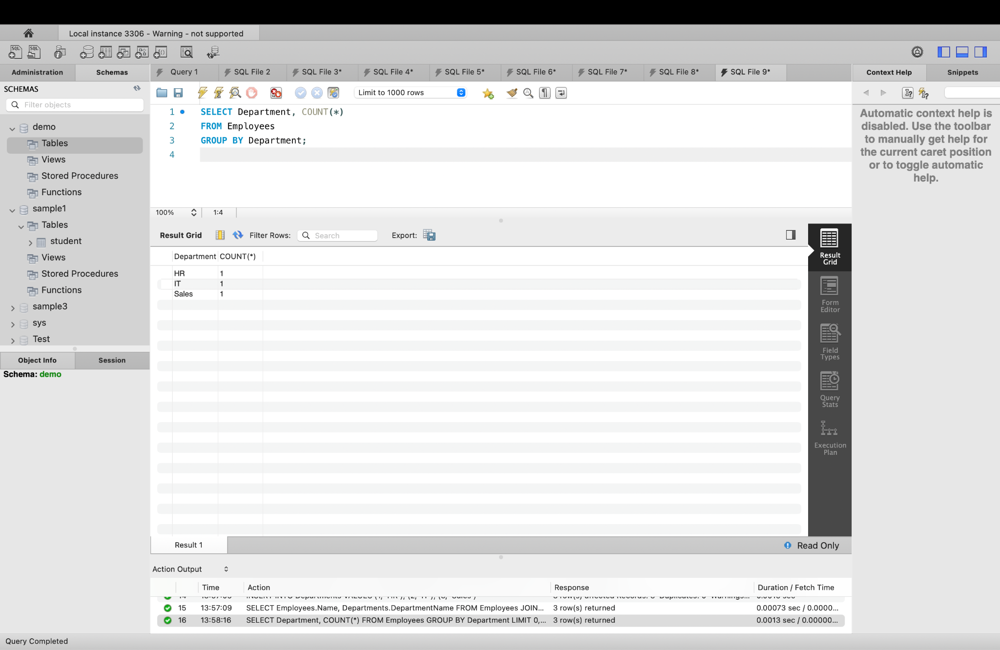 Local instance 3306 - Warning - not supported
Administration
Schemas
Query 1
SQL File 2
SQL File 3*
SQL File 4*
SQL File 5*
SQL File 6*
SQL File 7*
SQL File 8*
SQL File 9*
Context Help
Snippets
SCHEMAS
Filter objects
Limit to 1000 rows
demo
Tables
Views
Stored Procedures
Functions
sample1
Tables
student
Views
Stored Procedures
Functions
sample3
sys
Test
Object Info
Session
Schema: demo
1 SELECT Department, COUNT(*)
2 FROM Employees
3 GROUP BY Department;
4
100%
1:4
Automatic context help is
disabled. Use the toolbar
to manually get help for
the current caret position
or to toggle automatic
help.
Result Grid
Filter Rows:
Search
Export:
Department COUNT(*)
HR 1
IT 1
Sales 1
Result
Grid
Form
Editor
Field
Types
Query
Stats
Execution
Plan
Result 1
Read Only
Action Output
Time Action Response Duration / Fetch Time
15 13:57:09 SELECT Employees.Name, Departments.DepartmentName FROM Employees JOIN... 3 row(s) returned 0.00073 sec / 0.0000...
16 13:58:16 SELECT Department, COUNT(*) FROM Employees GROUP BY Department LIMIT 0,... 3 row(s) returned 0.0013 sec / 0.00000...
Query Completed